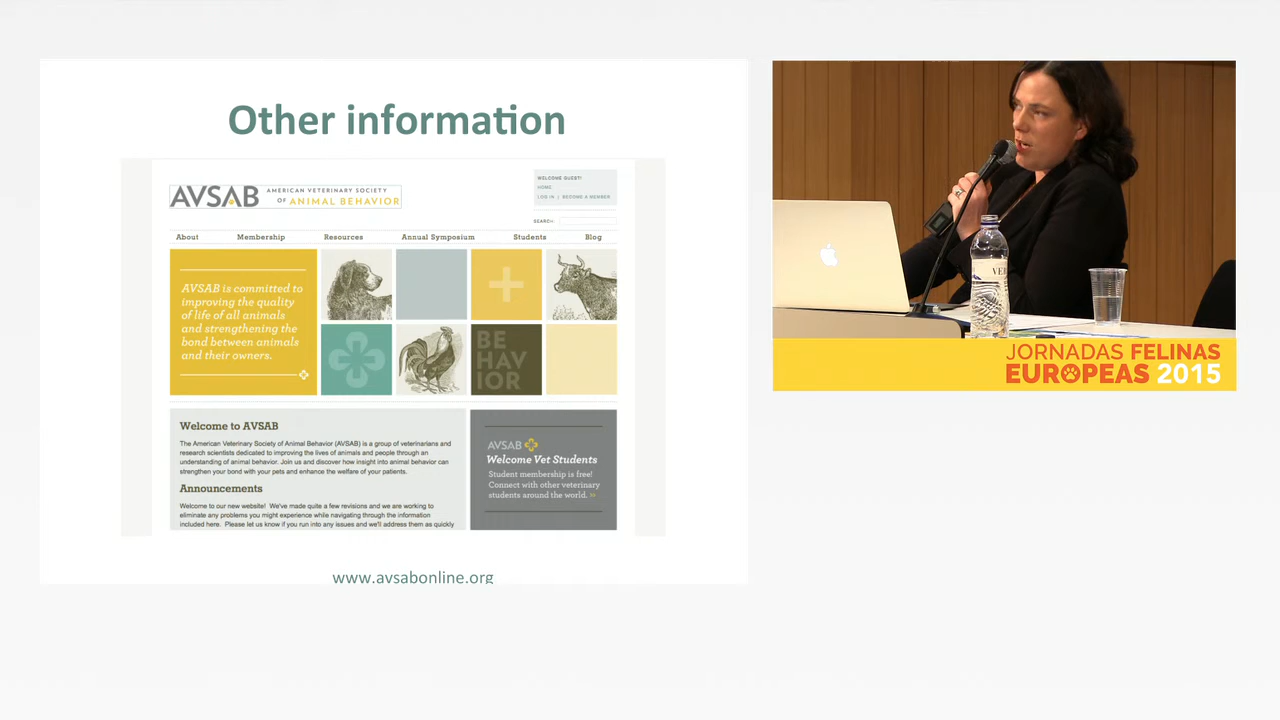 Other information
AVSAB AMERICAN VETERINARY SOCIETY
OF ANIMAL BEHAVIOR
WELCOME GUEST!
HOME
LOG IN | BECOME A MEMBER
SEARCH:
About Membership Resources Annual Symposium Students Blog
AVSAB is committed to
improving the quality
of life of all animals
and strengthening the
bond between animals
and their owners.
BE
HAV
IOR
Welcome to AVSAB
The American Veterinary Society of Animal Behavior (AVSAB) is a group of veterinarians and
research scientists dedicated to improving the lives of animals and people through an
understanding of animal behavior. Join us and discover how insight into animal behavior can
strengthen your bond with your pets and enhance the welfare of your patients.
Announcements
Welcome to our new website! We've made quite a few revisions and we are working to
eliminate any problems you might experience while navigating through the information
included here. Please let us know if you run into any issues and we'll address them as quickly
AVSAB
Welcome Vet Students
Student membership is free!
Connect with other veterinary
students around the world. »
www.avsabonline.org
VER
JORNADAS FELINAS
EUROPEAS 2015